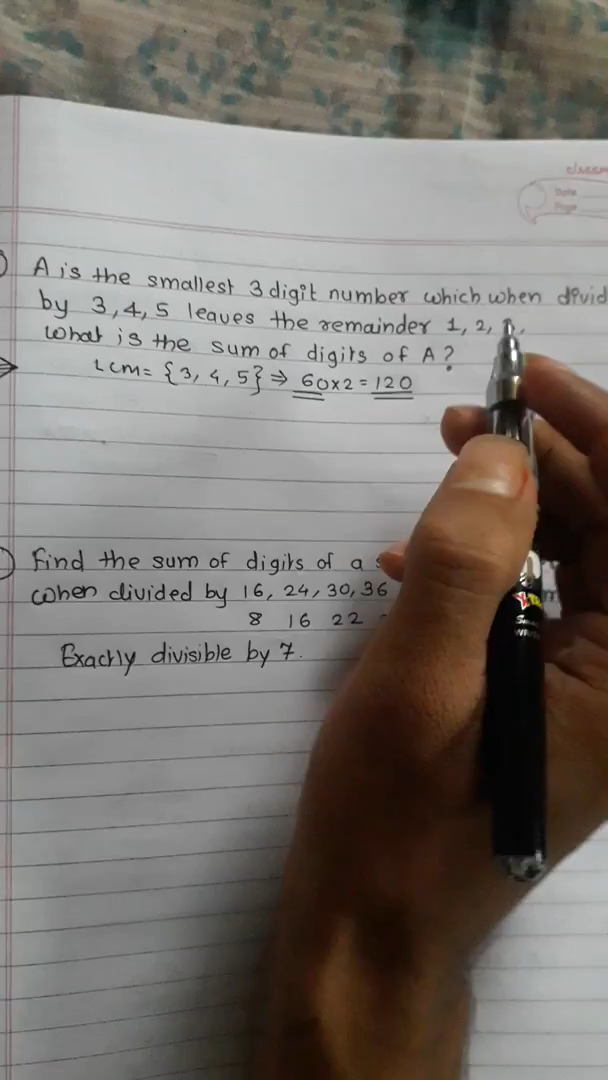 Date
Page
A is the smallest 3 digit number which when divid
by 3, 4, 5 leaves the remainder 1, 2,
what is the sum of digits of A?
LCM = {3, 4, 5} ⇒ 60x2 = 120
Find the sum of digits of a
when divided by 16, 24, 30, 36
8 16 22
Exactly divisible by 7.